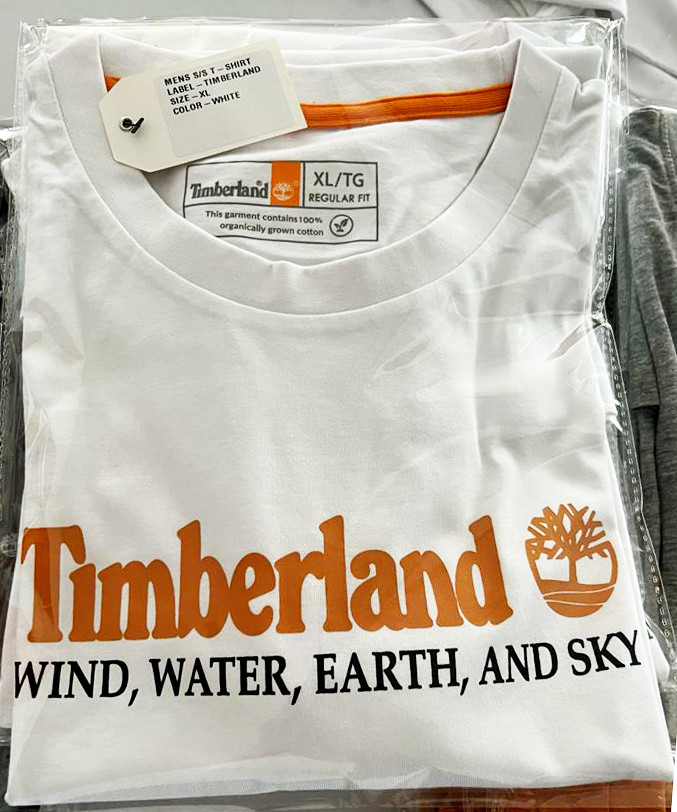 MENS S/S T-SHIRT
LABEL-TIMBERLAND
SIZE-XL
COLOR-WHITE
Timberland
XL/TG
REGULAR FIT
This garment contains 100%
organically grown cotton
Timberland
WIND, WATER, EARTH, AND SKY